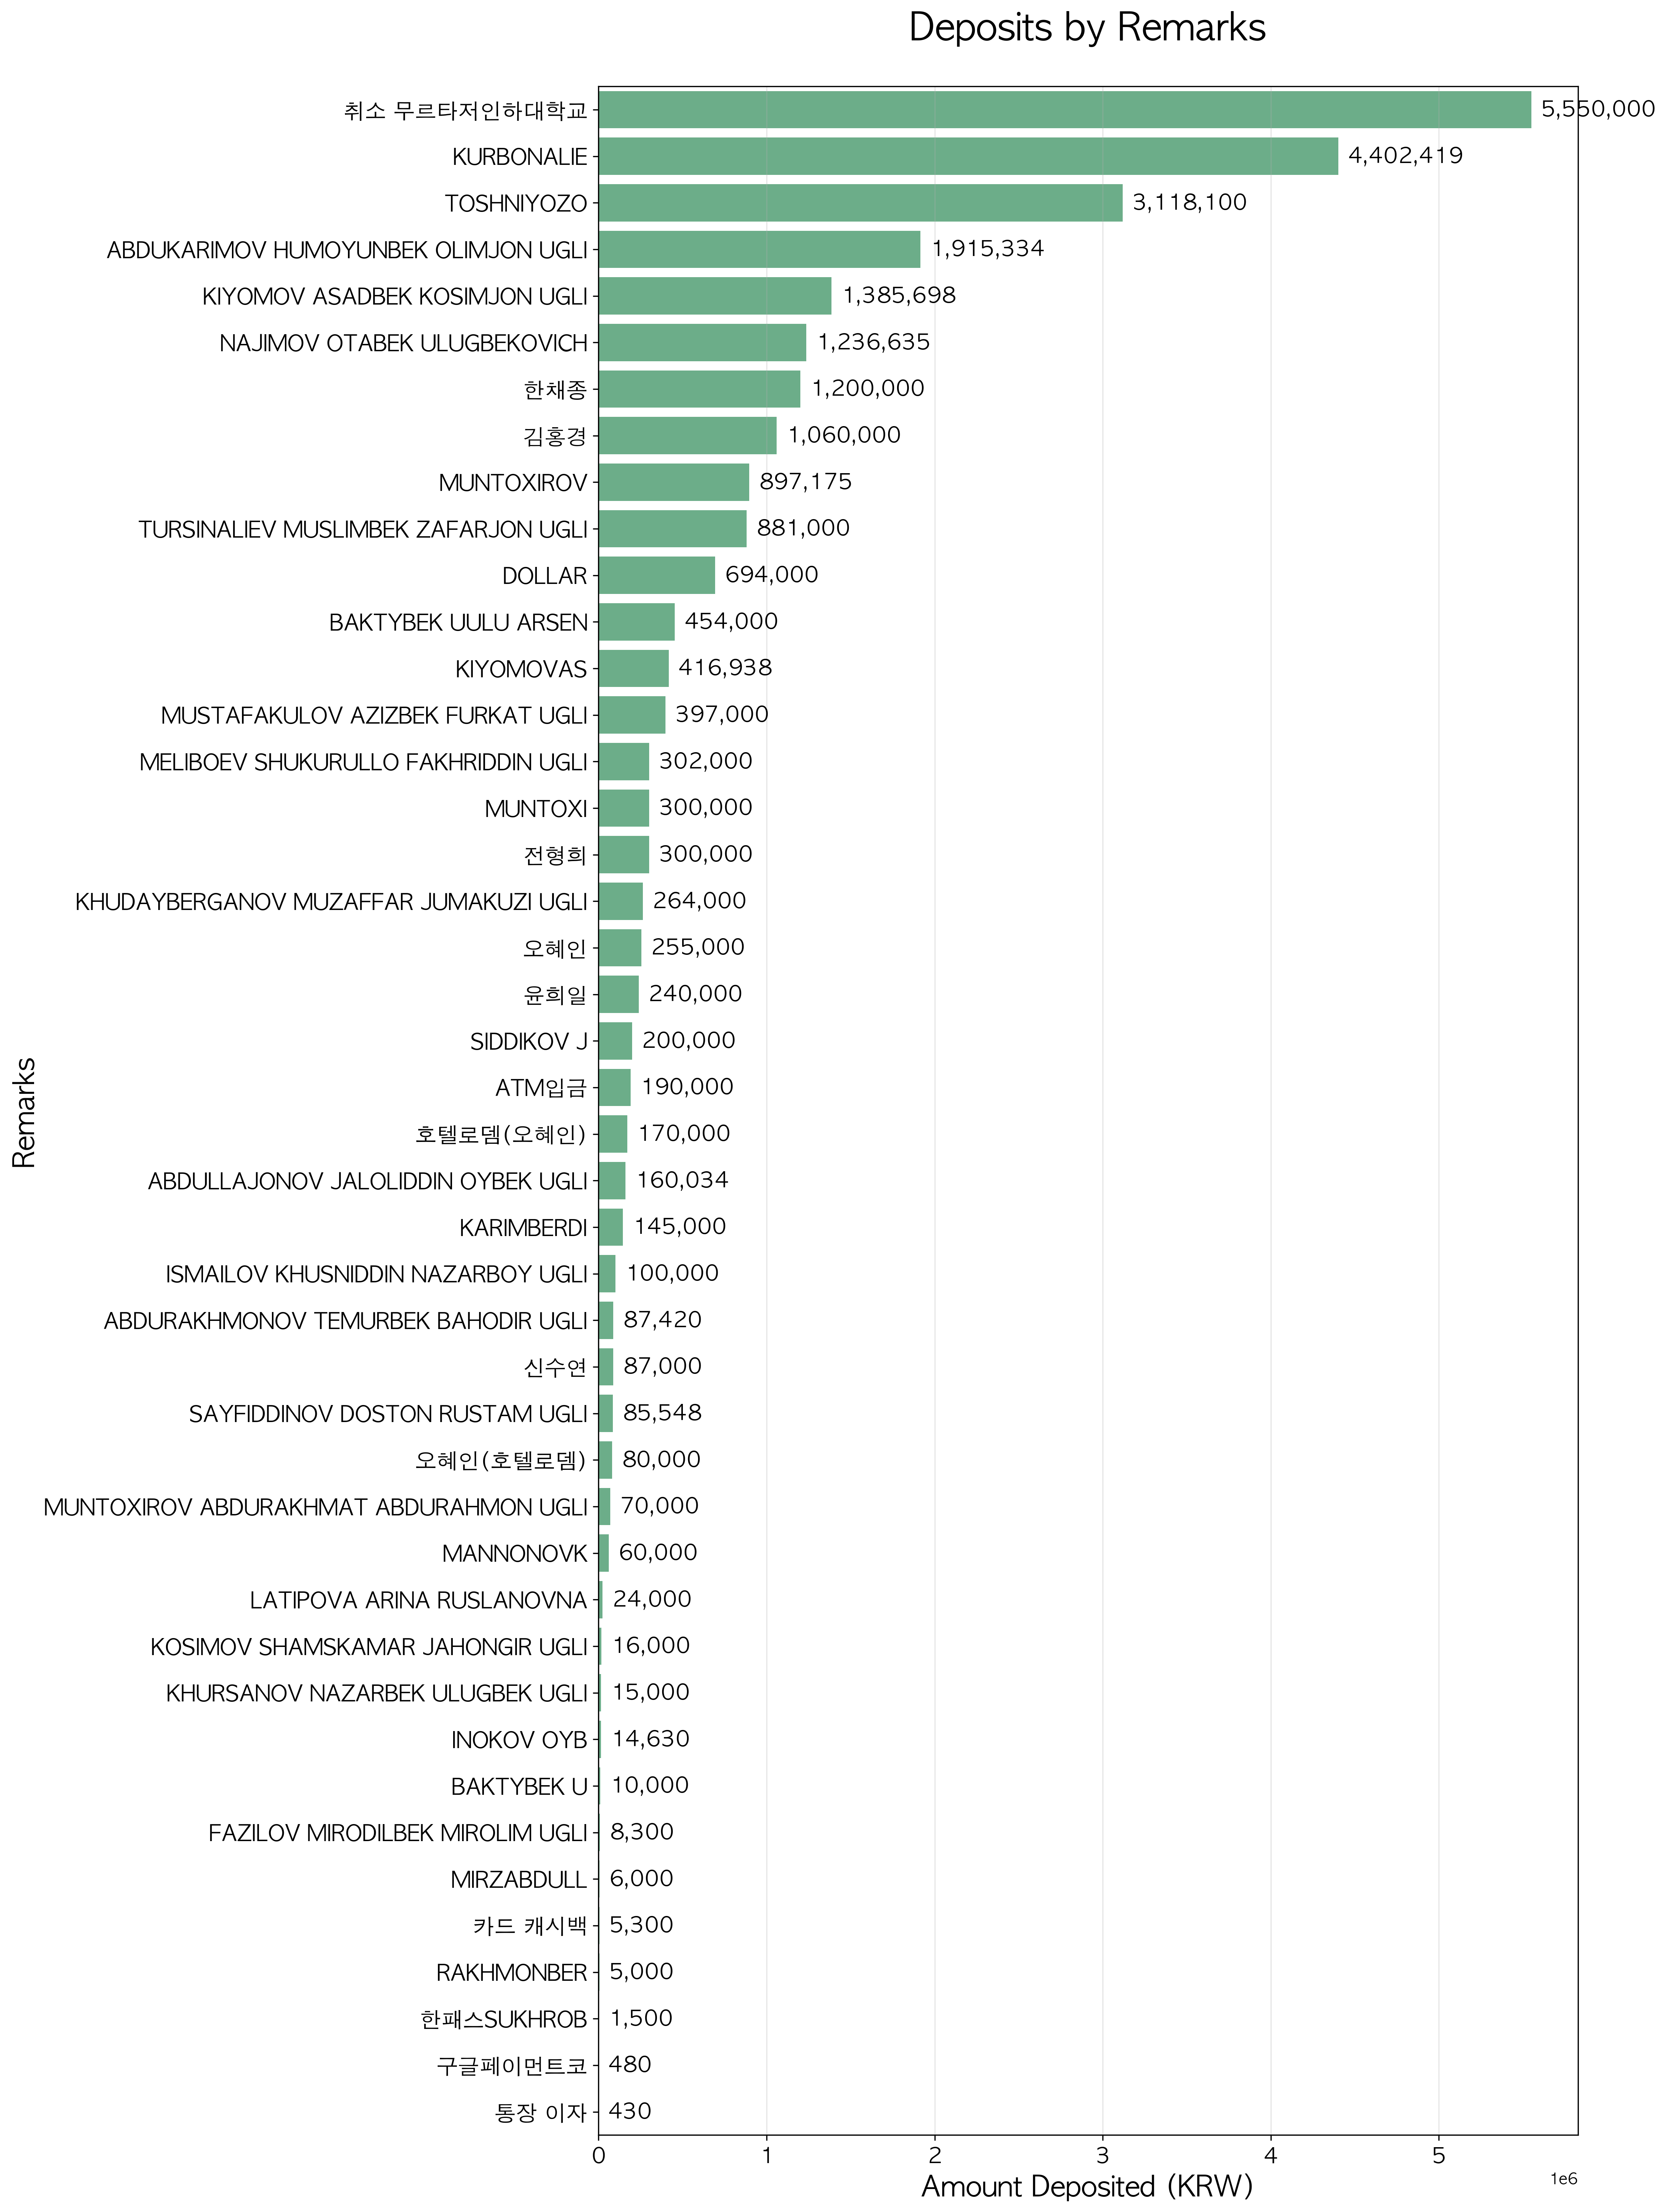 Deposits by Remarks
취소 무르타저인하대학교 5,550,000
KURBONALIE 4,402,419
TOSHNIYOZO 3,118,100
ABDUKARIMOV HUMOYUNBEK OLIMJON UGLI 1,915,334
KIYOMOV ASADBEK KOSIMJON UGLI 1,385,698
NAJIMOV OTABEK ULUGBEKOVICH 1,236,635
한채종 1,200,000
김홍경 1,060,000
MUNTOXIROV 897,175
TURSINALIEV MUSLIMBEK ZAFARJON UGLI 881,000
DOLLAR 694,000
BAKTYBEK UULU ARSEN 454,000
KIYOMOVAS 416,938
MUSTAFAKULOV AZIZBEK FURKAT UGLI 397,000
MELIBOEV SHUKURULLO FAKHRIDDIN UGLI 302,000
MUNTOXI 300,000
전형희 300,000
KHUDAYBERGANOV MUZAFFAR JUMAKUZI UGLI 264,000
오혜인 255,000
윤희일 240,000
SIDDIKOV J 200,000
ATM입금 190,000
호텔로뎀(오혜인) 170,000
ABDULLAJONOV JALOLIDDIN OYBEK UGLI 160,034
KARIMBERDI 145,000
ISMAILOV KHUSNIDDIN NAZARBOY UGLI 100,000
ABDURAKHMONOV TEMURBEK BAHODIR UGLI 87,420
신수연 87,000
SAYFIDDINOV DOSTON RUSTAM UGLI 85,548
오혜인(호텔로뎀) 80,000
MUNTOXIROV ABDURAKHMAT ABDURAHMON UGLI 70,000
MANNONOVK 60,000
LATIPOVA ARINA RUSLANOVNA 24,000
KOSIMOV SHAMSKAMAR JAHONGIR UGLI 16,000
KHURSANOV NAZARBEK ULUGBEK UGLI 15,000
INOKOV OYB 14,630
BAKTYBEK U 10,000
FAZILOV MIRODILBEK MIROLIM UGLI 8,300
MIRZABDULL 6,000
카드 캐시백 5,300
RAKHMONBER 5,000
한패스SUKHROB 1,500
구글페이먼트코 480
통장 이자 430
Remarks
0 1 2 3 4 5
1e6
Amount Deposited (KRW)